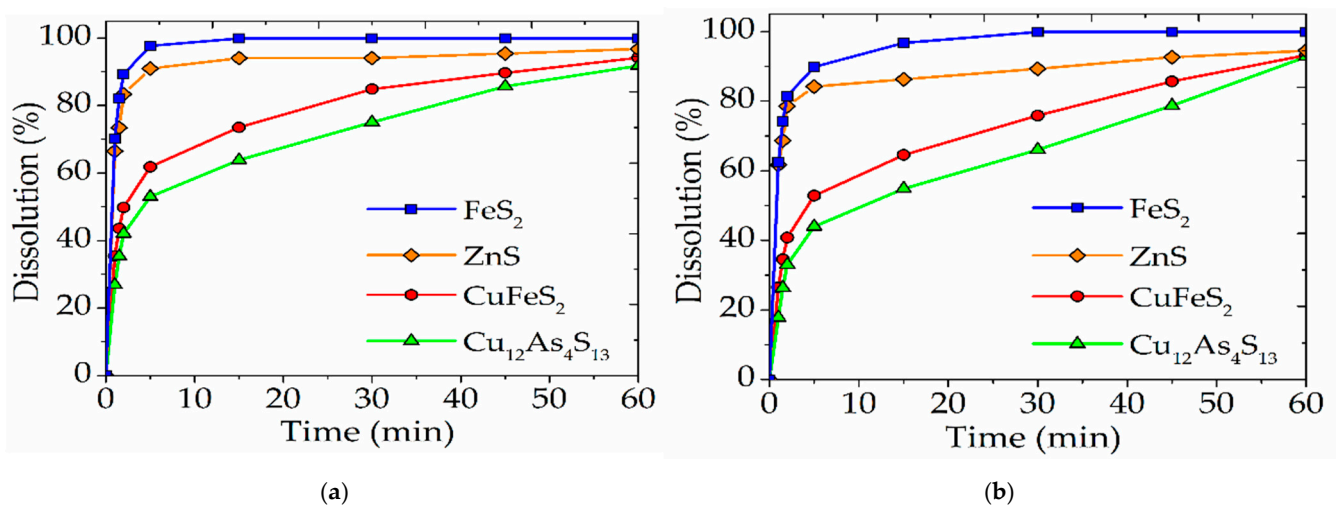 100
80
60
40
20
0
Dissolution (%)
FeS₂
ZnS
CuFeS₂
Cu₁₂As₄S₁₃
0 10 20 30 40 50 60
Time (min)
(a)
100
80
60
40
20
0
Dissolution (%)
FeS₂
ZnS
CuFeS₂
Cu₁₂As₄S₁₃
0 10 20 30 40 50 60
Time (min)
(b)